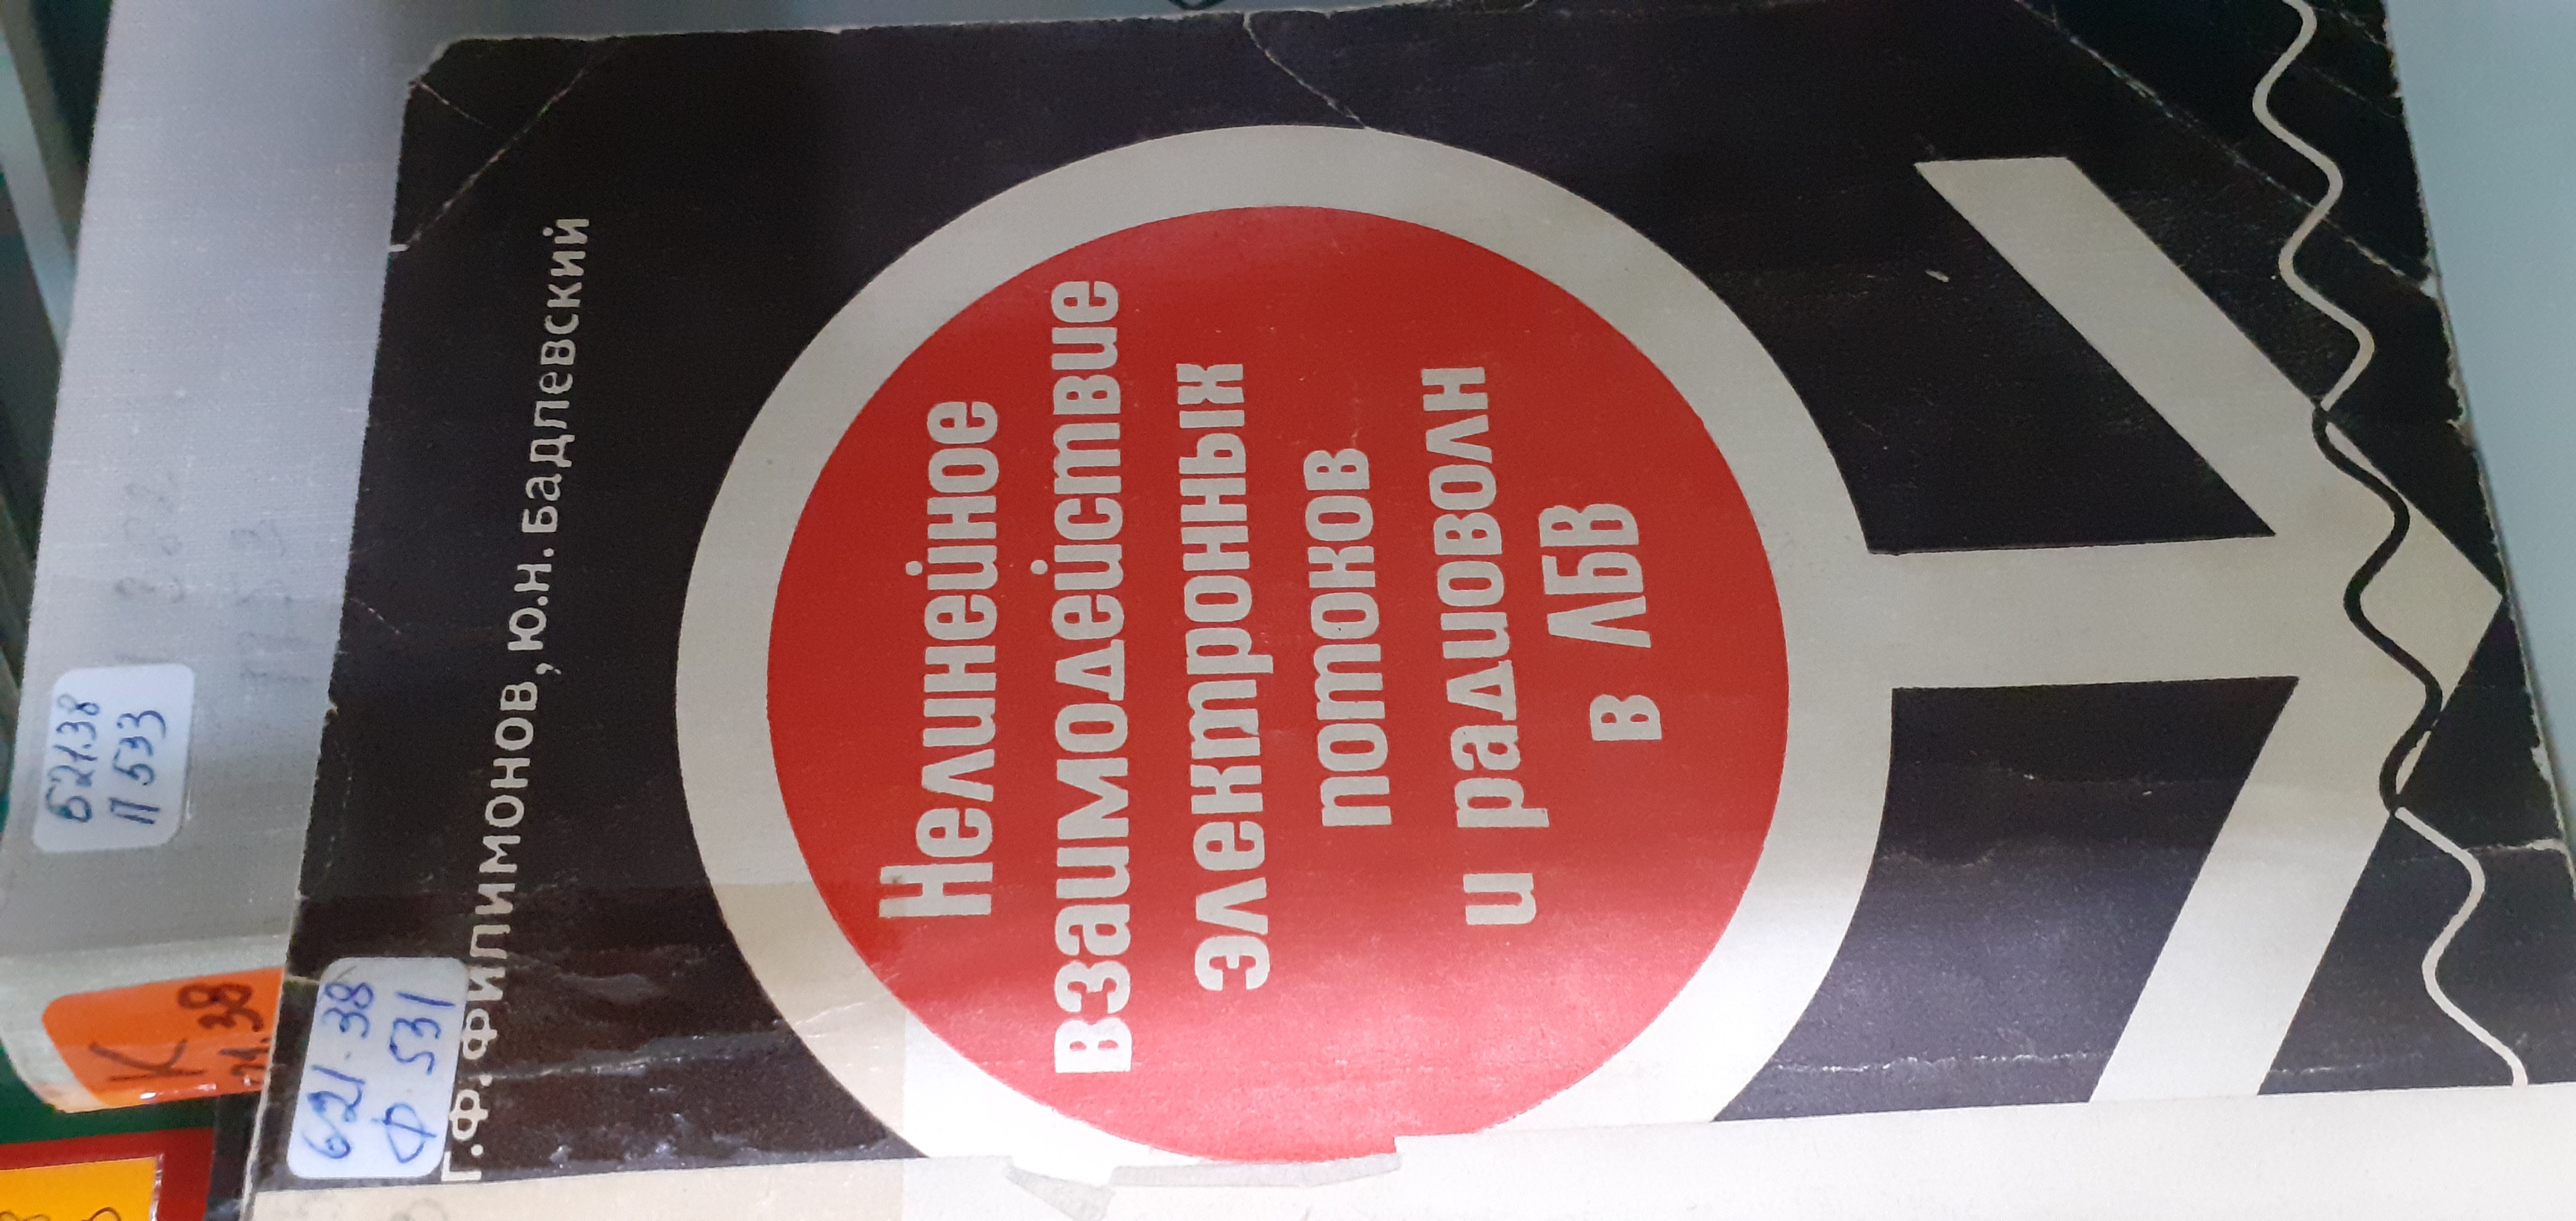 Г.Ф. ФИЛИМОНОВ, Ю.Н. БАДЛЕВСКИЙ
Нелинейное
взаимодействие
электронных
потоков
и радиоволн
в ЛБВ
621.38
Ф 531
621.38
П 533
К